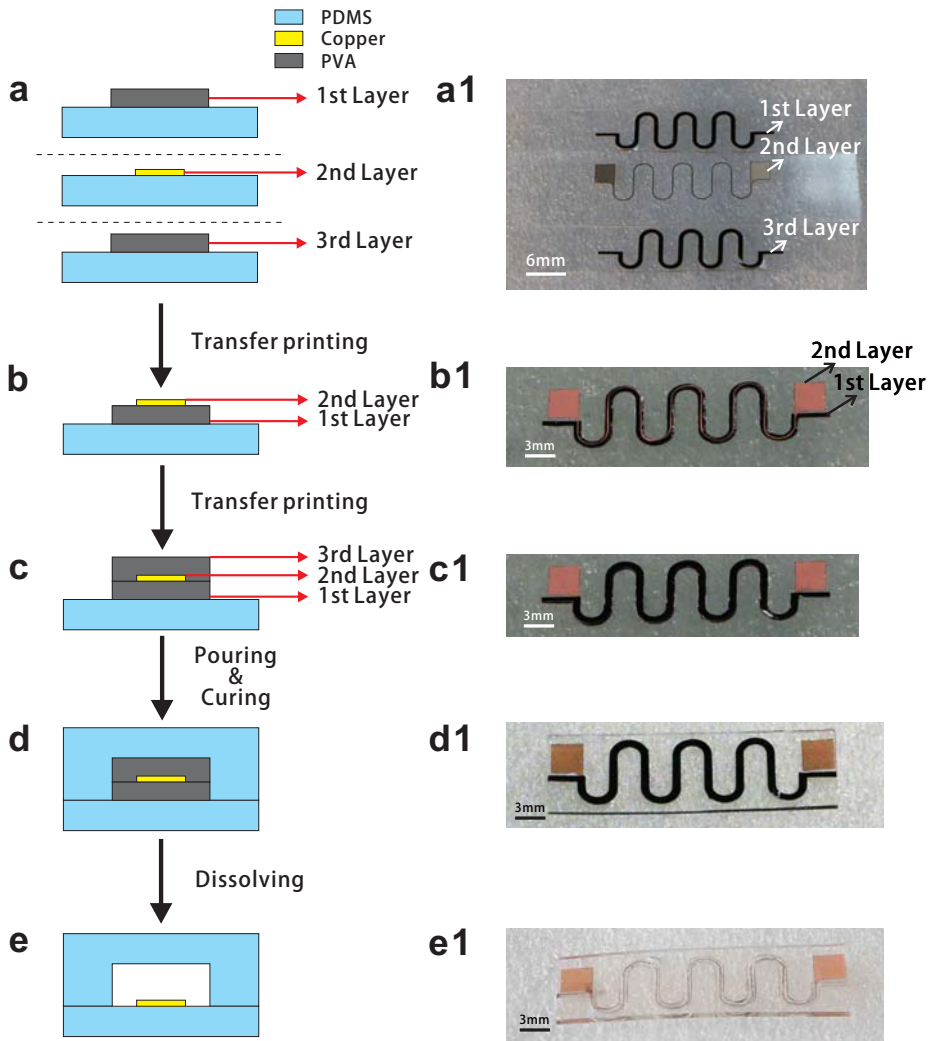 PDMS
Copper
PVA
a
1st Layer
2nd Layer
3rd Layer
a1
1st Layer
2nd Layer
3rd Layer
6mm
Transfer printing
b
2nd Layer
1st Layer
b1
2nd Layer
1st Layer
3mm
Transfer printing
c
3rd Layer
2nd Layer
1st Layer
c1
3mm
Pouring
&
Curing
d
d1
3mm
Dissolving
e
e1
3mm